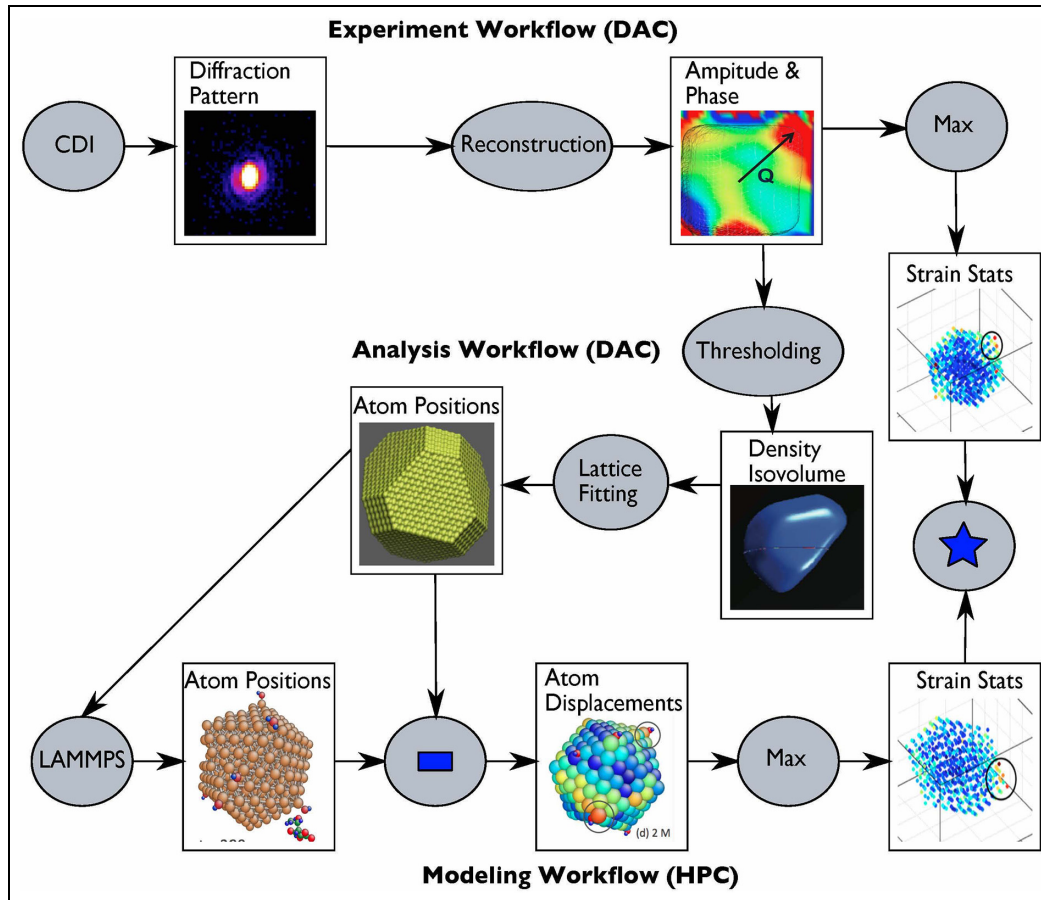 Experiment Workflow (DAC)
CDI
Diffraction
Pattern
Reconstruction
Ampitude &
Phase
Q
Max
Strain Stats
Thresholding
Analysis Workflow (DAC)
Atom Positions
Lattice
Fitting
Density
Isovolume
LAMMPS
Atom Positions
Atom
Displacements
(d) 2 M
Max
Strain Stats
Modeling Workflow (HPC)